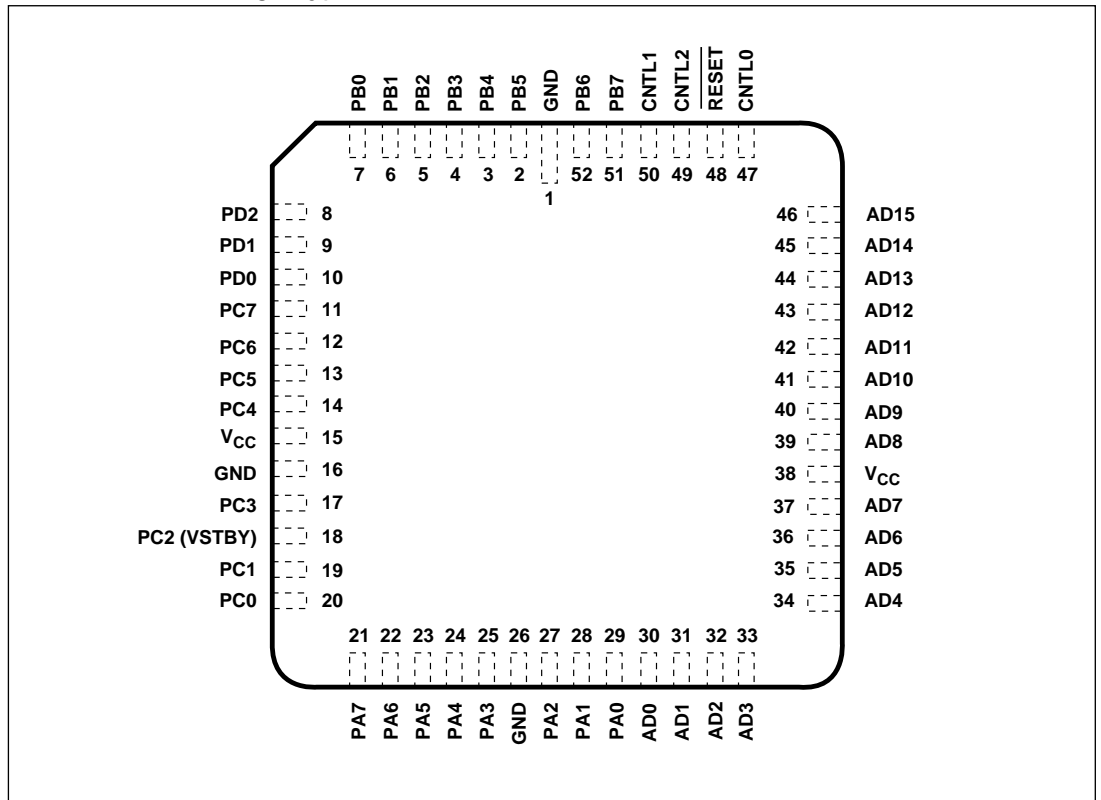 PB0 PB1 PB2 PB3 PB4 PB5 GND PB6 PB7 CNTL1 CNTL2 RESET CNTL0
7 6 5 4 3 2 1 52 51 50 49 48 47
PD2 8 46 AD15
PD1 9 45 AD14
PD0 10 44 AD13
PC7 11 43 AD12
PC6 12 42 AD11
PC5 13 41 AD10
PC4 14 40 AD9
VCC 15 39 AD8
GND 16 38 VCC
PC3 17 37 AD7
PC2 (VSTBY) 18 36 AD6
PC1 19 35 AD5
PC0 20 34 AD4
21 22 23 24 25 26 27 28 29 30 31 32 33
PA7 PA6 PA5 PA4 PA3 GND PA2 PA1 PA0 AD0 AD1 AD2 AD3